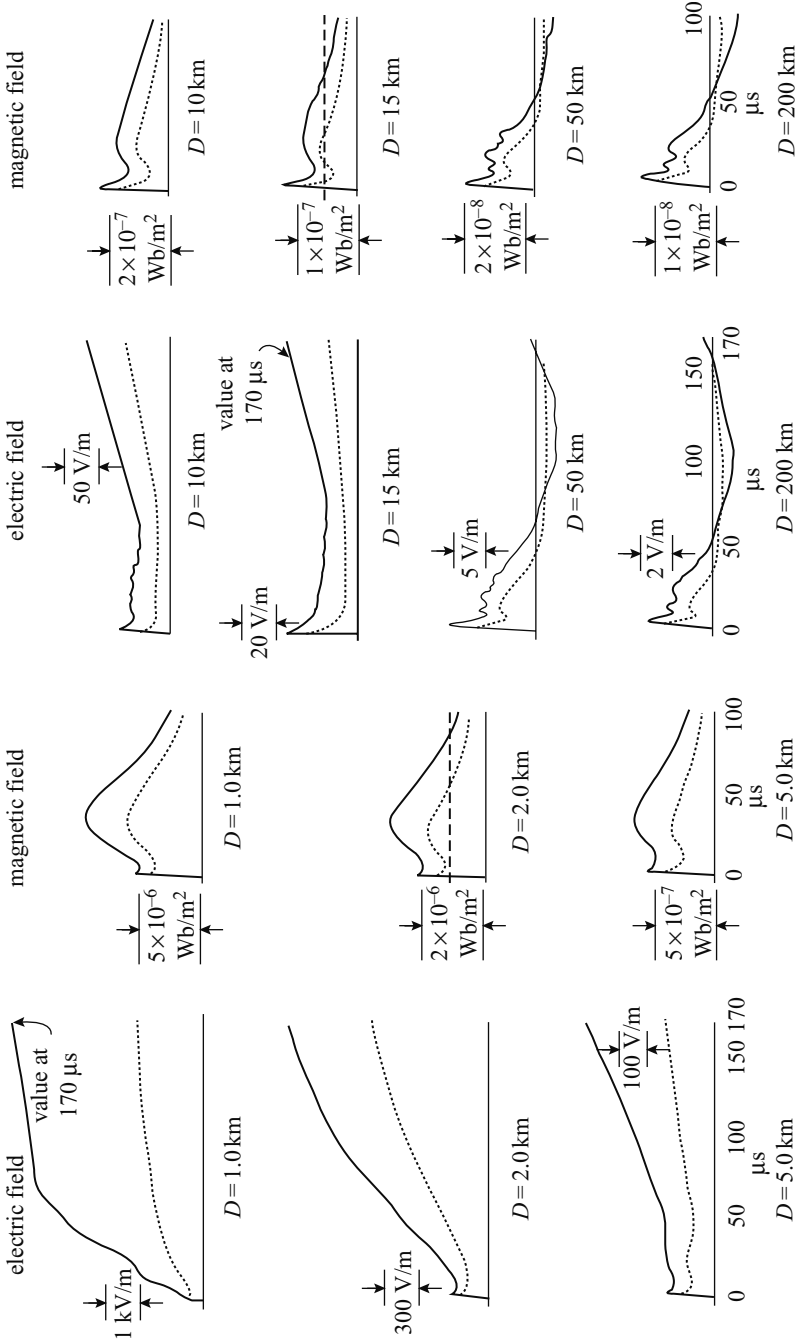 electric field
1 kV/m
value at
170 μs
D = 1.0 km
300 V/m
D = 2.0 km
100 V/m
0 50 100 150 170
μs
D = 5.0 km
magnetic field
5×10⁻⁶
Wb/m²
D = 1.0 km
2×10⁻⁶
Wb/m²
D = 2.0 km
5×10⁻⁷
Wb/m²
0 50 100
μs
D = 5.0 km
electric field
50 V/m
D = 10 km
20 V/m
value at
170 μs
D = 15 km
5 V/m
D = 50 km
2 V/m
0 50 100 150 170
μs
D = 200 km
magnetic field
2×10⁻⁷
Wb/m²
D = 10 km
1×10⁻⁷
Wb/m²
D = 15 km
2×10⁻⁸
Wb/m²
D = 50 km
1×10⁻⁸
Wb/m²
0 50 100
μs
D = 200 km